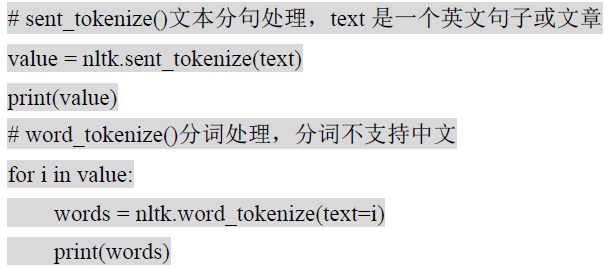 # sent_tokenize()文本分句处理，text 是一个英文句子或文章
value = nltk.sent_tokenize(text)
print(value)
# word_tokenize()分词处理，分词不支持中文
for i in value:
    words = nltk.word_tokenize(text=i)
    print(words)